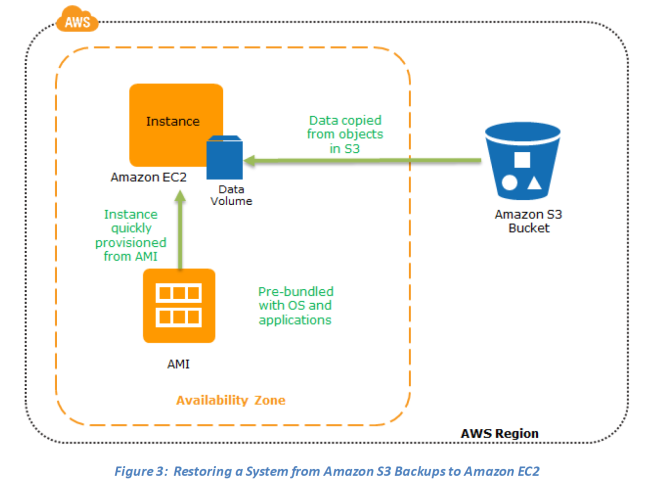 AWS
Instance
Amazon EC2
Data
Volume
Data copied
from objects
in S3
Amazon S3
Bucket
Instance
quickly
provisioned
from AMI
Pre-bundled
with OS and
applications
AMI
Availability Zone
AWS Region
Figure 3: Restoring a System from Amazon S3 Backups to Amazon EC2